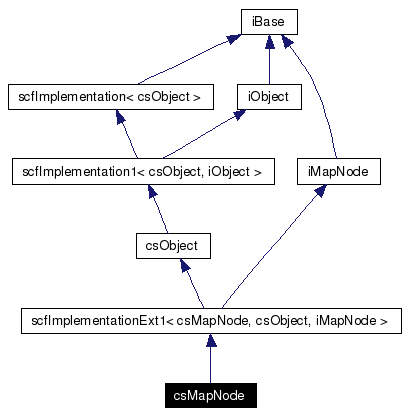 iBase
scfImplementation< csObject >
iObject
scfImplementation1< csObject, iObject >
iMapNode
csObject
scfImplementationExt1< csMapNode, csObject, iMapNode >
csMapNode